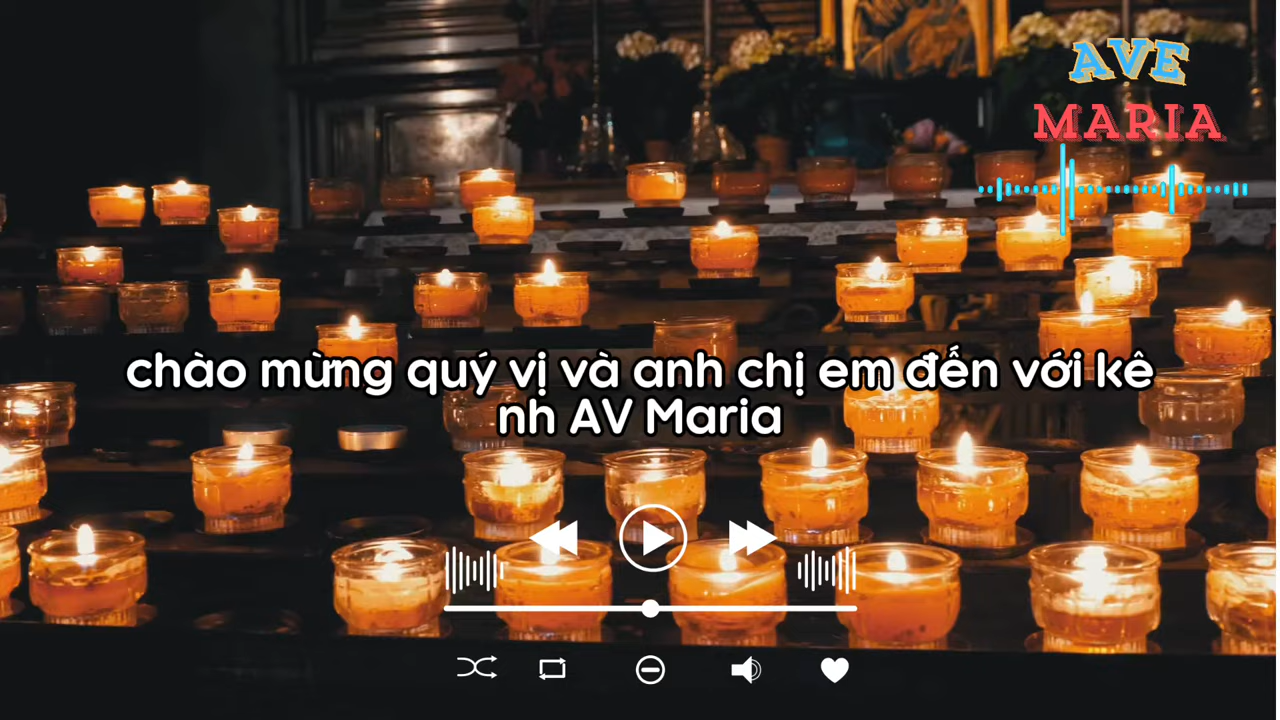 AVE
MARIA
chào mừng quý vị và anh chị em đến với kê
nh AV Maria